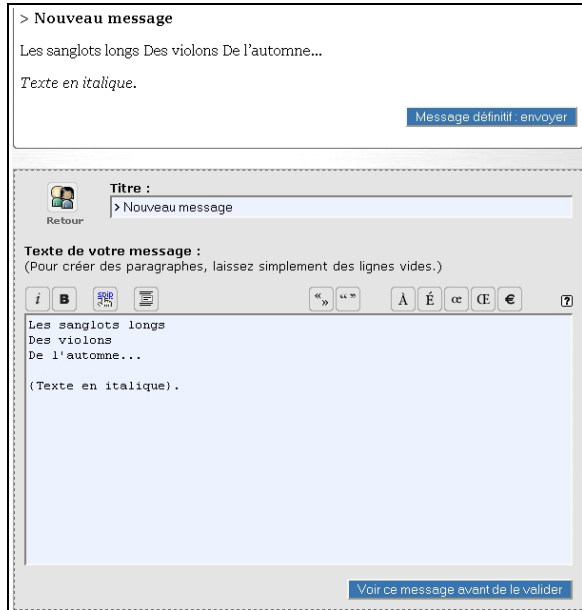 > Nouveau message
Les sanglots longs Des violons De l'automne...
Texte en italique.
Message définitif : envoyer
Titre :
Retour
> Nouveau message
Texte de votre message :
(Pour créer des paragraphes, laissez simplement des lignes vides.)
i B spip « » “ ” À É œ Œ € ?
Les sanglots longs
Des violons
De l'automne...
(Texte en italique).
Voir ce message avant de le valider